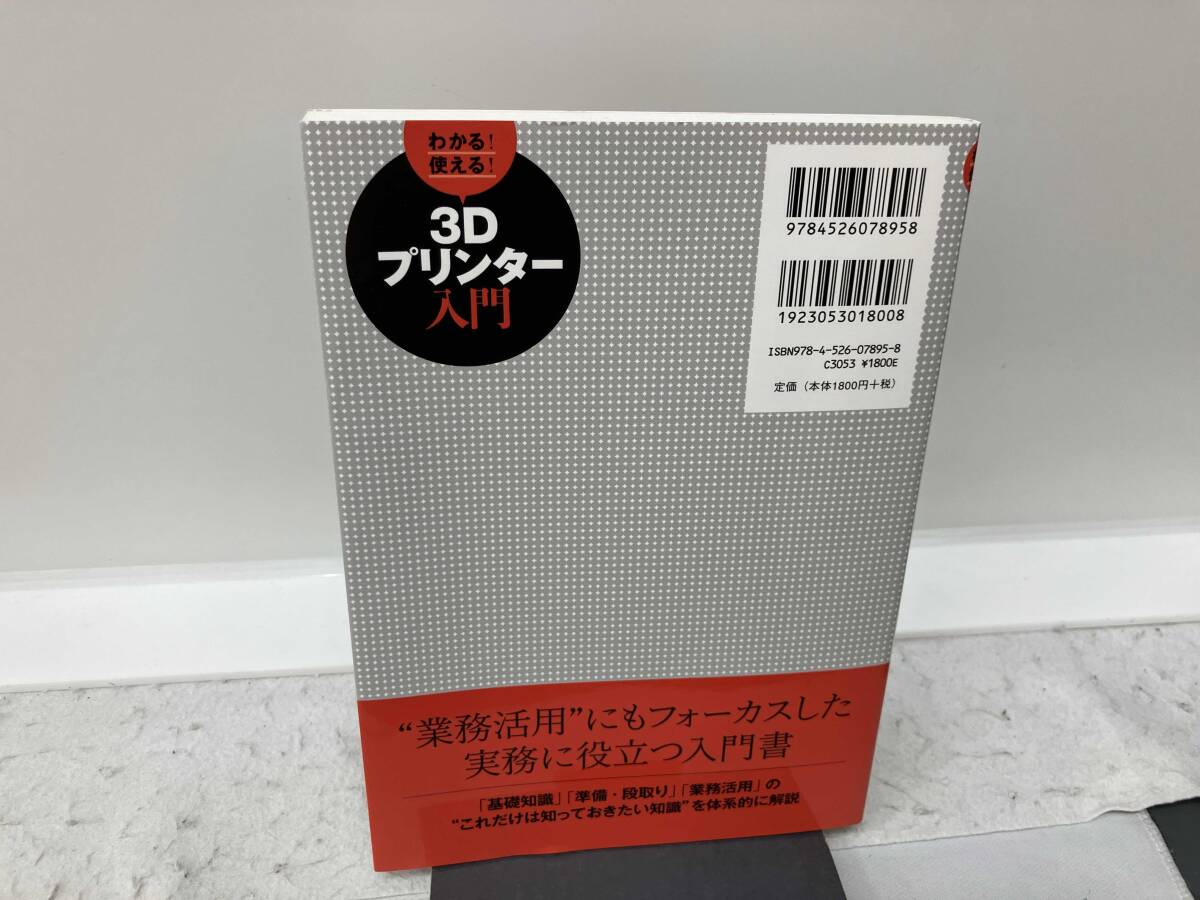 わかる!
使える!
3D
プリンター
入門
9784526078958
1923053018008
ISBN978-4-526-07895-8
C3053 ¥1800E
定価(本体1800円+税)
“業務活用”にもフォーカスした
実務に役立つ入門書
「基礎知識」「準備・段取り」「業務活用」の
“これだけは知っておきたい知識”を体系的に解説